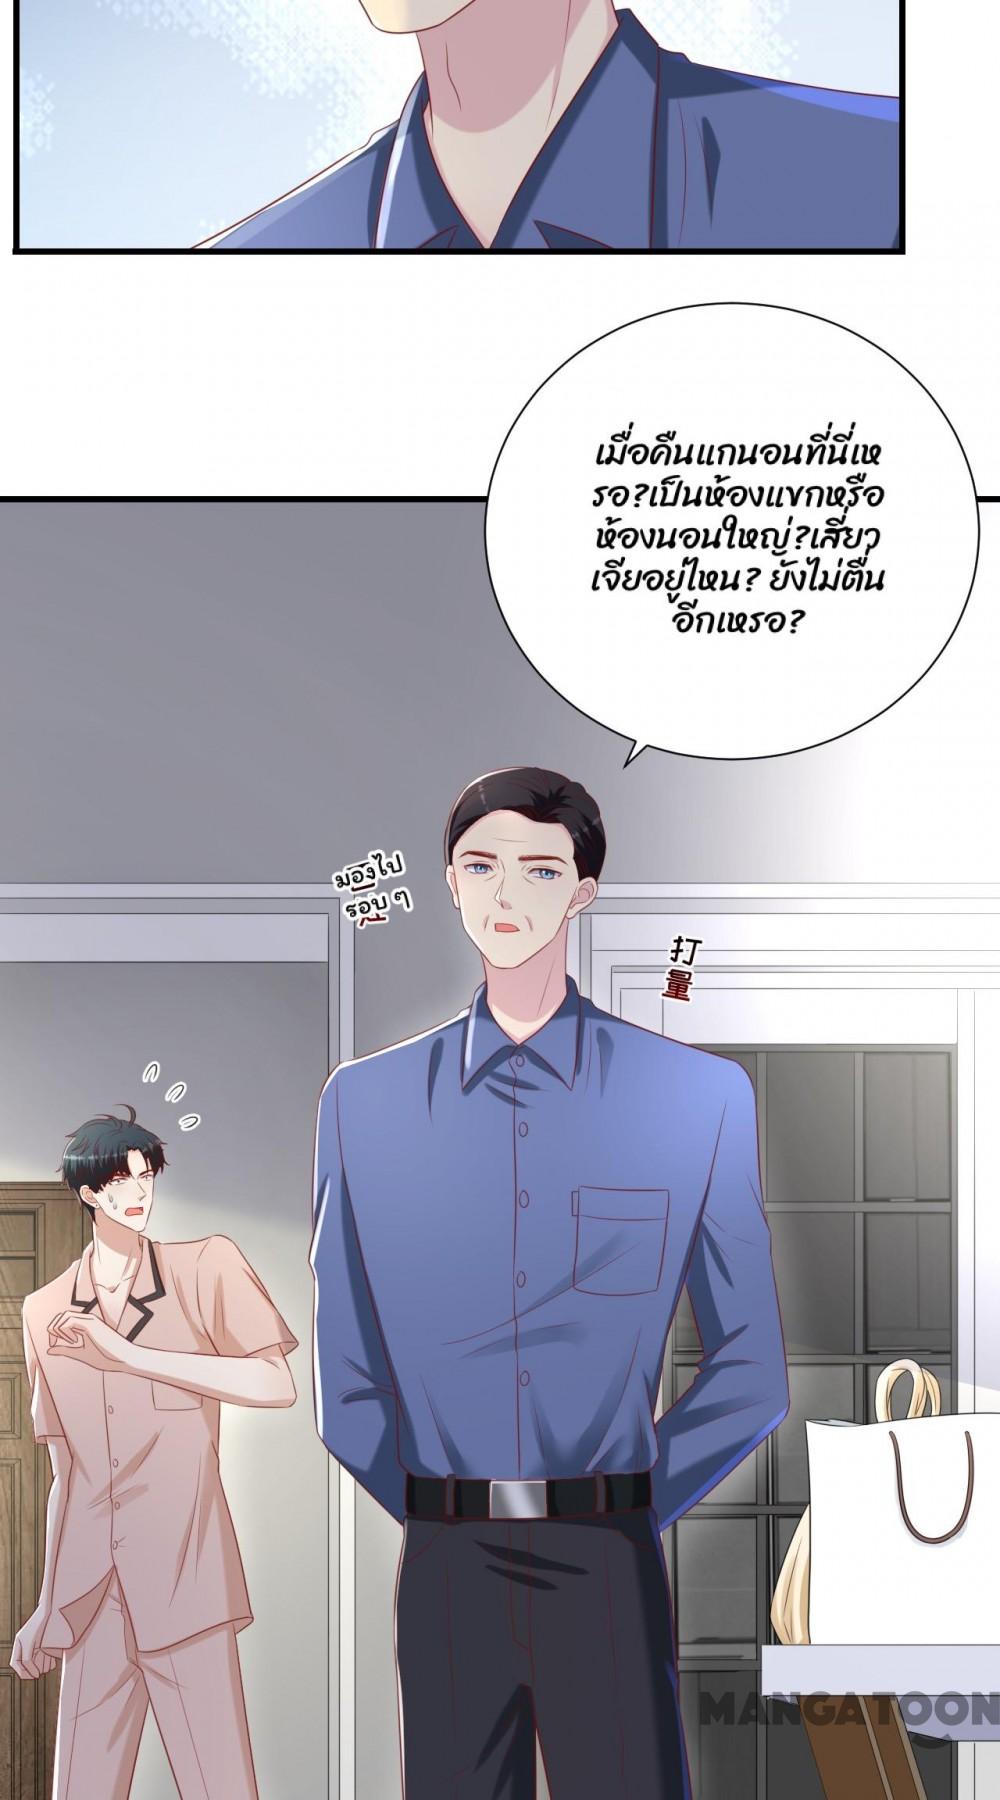 เมื่อคืนแกนอนที่นี่เห
รอ?เป็นห้องแขกหรือ
ห้องนอนใหญ่?เสี่ยว
เจียอยู่ไหน? ยังไม่ตื่น
อีกเหรอ?
มองไป
รอบ ๆ
打
量
MANGATOON